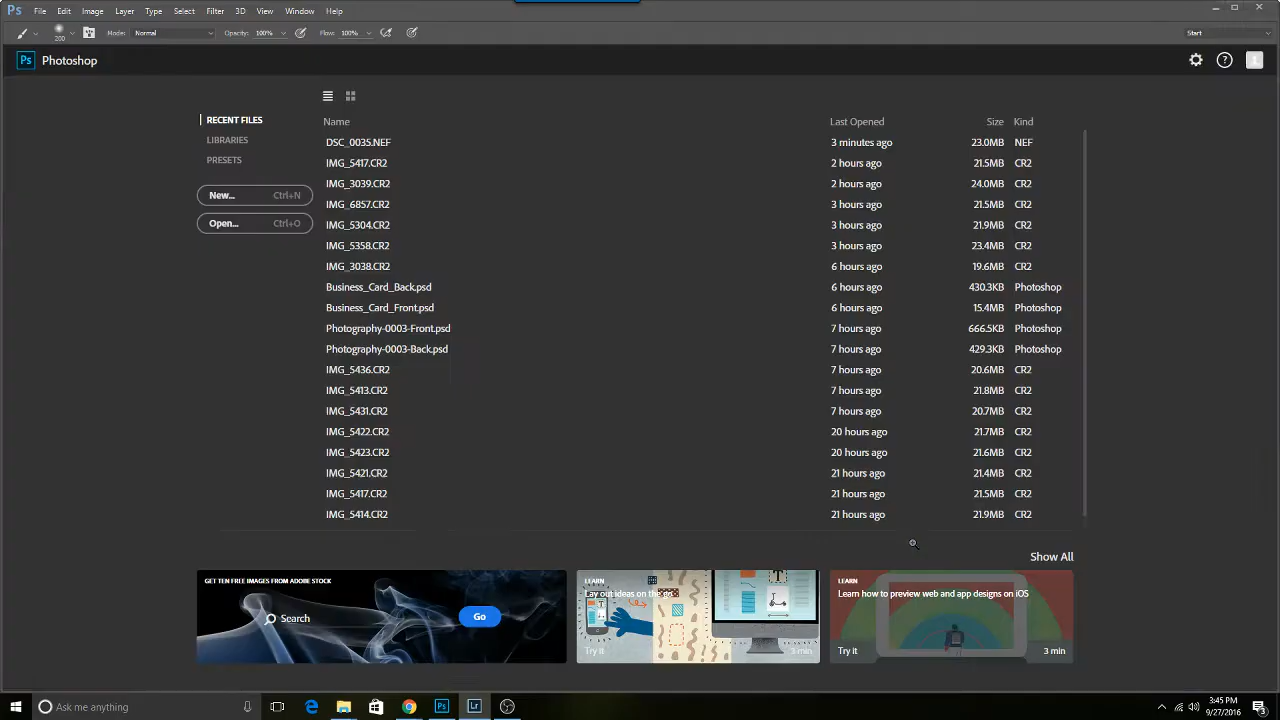 Ps File Edit Image Layer Type Select Filter 3D View Window Help
200 Mode: Normal Opacity: 100% Flow: 100% Start
Ps Photoshop
RECENT FILES
LIBRARIES
PRESETS
New... Ctrl+N
Open... Ctrl+O
Name Last Opened Size Kind
DSC_0035.NEF 3 minutes ago 23.0MB NEF
IMG_5417.CR2 2 hours ago 21.5MB CR2
IMG_3039.CR2 2 hours ago 24.0MB CR2
IMG_6857.CR2 3 hours ago 21.5MB CR2
IMG_5304.CR2 3 hours ago 21.9MB CR2
IMG_5358.CR2 3 hours ago 23.4MB CR2
IMG_3038.CR2 6 hours ago 19.6MB CR2
Business_Card_Back.psd 6 hours ago 430.3KB Photoshop
Business_Card_Front.psd 6 hours ago 15.4MB Photoshop
Photography-0003-Front.psd 7 hours ago 666.5KB Photoshop
Photography-0003-Back.psd 7 hours ago 429.3KB Photoshop
IMG_5436.CR2 7 hours ago 20.6MB CR2
IMG_5413.CR2 7 hours ago 21.8MB CR2
IMG_5431.CR2 7 hours ago 20.7MB CR2
IMG_5422.CR2 20 hours ago 21.7MB CR2
IMG_5423.CR2 20 hours ago 21.6MB CR2
IMG_5421.CR2 21 hours ago 21.4MB CR2
IMG_5417.CR2 21 hours ago 21.5MB CR2
IMG_5414.CR2 21 hours ago 21.9MB CR2
Show All
GET TEN FREE IMAGES FROM ADOBE STOCK
Search Go
LEARN
Lay out ideas on the go
Try it 3 min
LEARN
Learn how to preview web and app designs on iOS
Try it 3 min
Ask me anything
Ps Lr
3:45 PM
9/27/2016
3